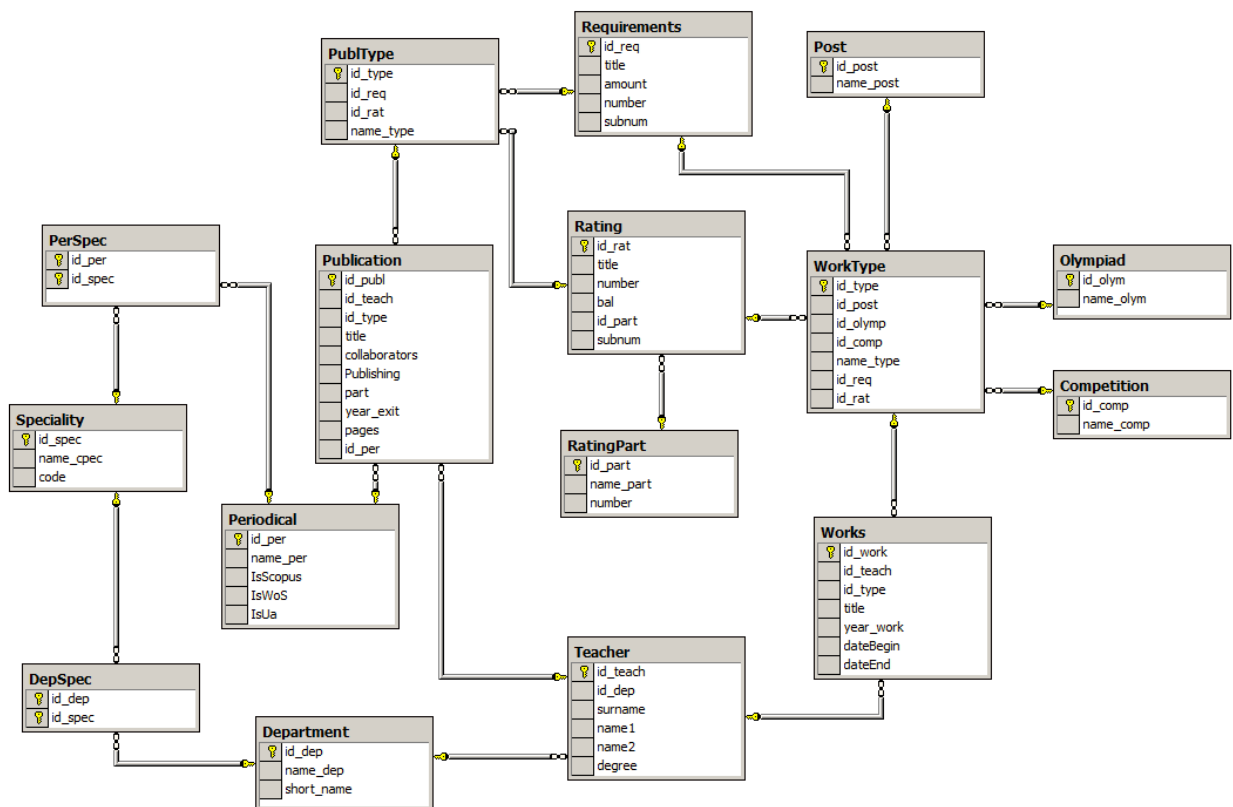 Requirements
id_req
title
amount
number
subnum
Post
id_post
name_post
PublType
id_type
id_req
id_rat
name_type
PerSpec
id_per
id_spec
Publication
id_publ
id_teach
id_type
title
collaborators
Publishing
part
year_exit
pages
id_per
Rating
id_rat
title
number
bal
id_part
subnum
WorkType
id_type
id_post
id_olymp
id_comp
name_type
id_req
id_rat
Olympiad
id_olym
name_olym
Competition
id_comp
name_comp
Speciality
id_spec
name_cpec
code
RatingPart
id_part
name_part
number
Periodical
id_per
name_per
IsScopus
IsWoS
IsUa
Works
id_work
id_teach
id_type
title
year_work
dateBegin
dateEnd
Teacher
id_teach
id_dep
surname
name1
name2
degree
DepSpec
id_dep
id_spec
Department
id_dep
name_dep
short_name